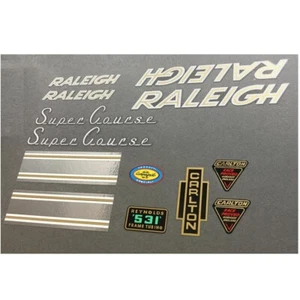 RALEIGH
RALEIGH
RALEIGH
RALEIGH
Super Course
Super Course
CARLTON
CARLTON
CARLTON
REYNOLDS
"531"
FRAME TUBING